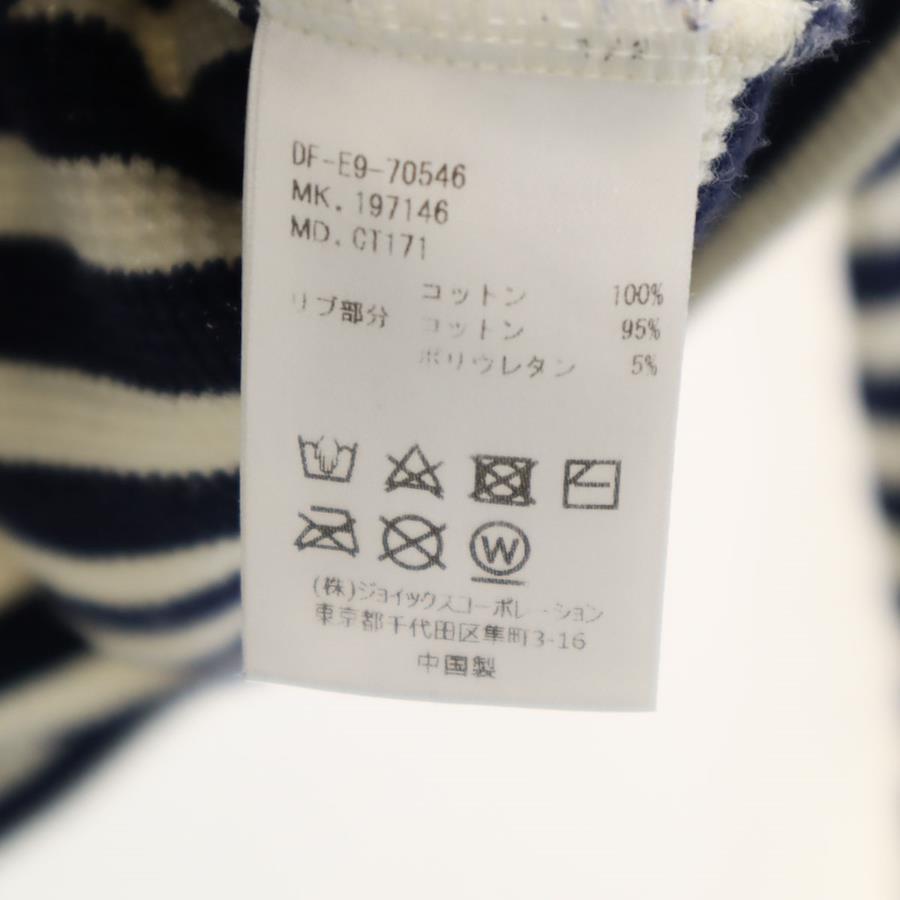 DF-E9-70546
MK. 197146
MD. CT171
コットン 100%
リブ部分 コットン 95%
ポリウレタン 5%
W
(株)ジョイックスコーポレーション
東京都千代田区隼町3-16
中国製